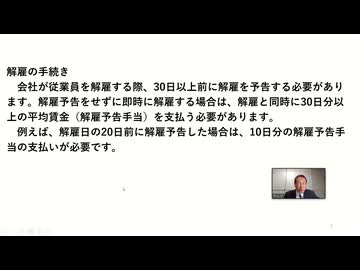 解雇の手続き
　会社が従業員を解雇する際、30日以上前に解雇を予告する必要があり
ます。解雇予告をせずに即時に解雇する場合は、解雇と同時に30日分以
上の平均賃金（解雇予告手当）を支払う必要があります。
　例えば、解雇日の20日前に解雇予告した場合は、10日分の解雇予告手
当の支払いが必要です。